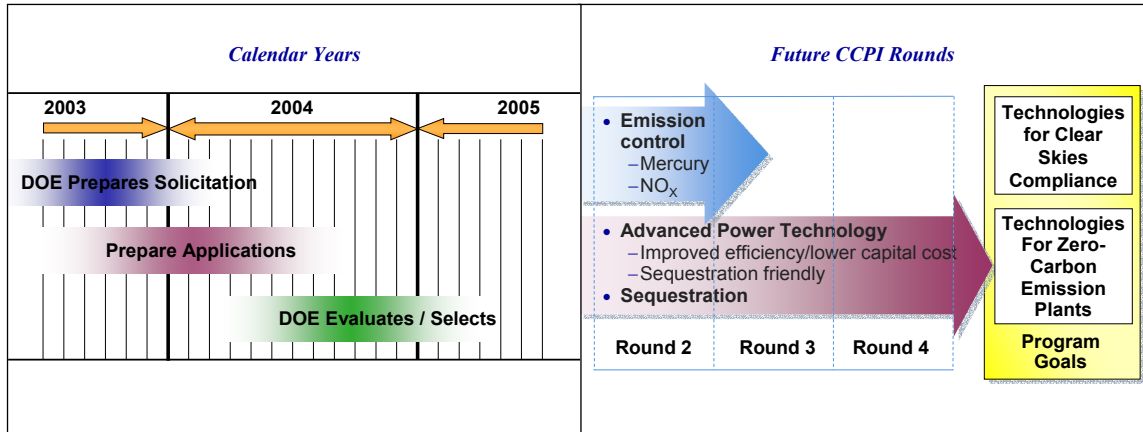 Calendar Years
2003
2004
2005
DOE Prepares Solicitation
Prepare Applications
DOE Evaluates / Selects
Future CCPI Rounds
• Emission
control
–Mercury
–NOX
• Advanced Power Technology
–Improved efficiency/lower capital cost
–Sequestration friendly
• Sequestration
Round 2
Round 3
Round 4
Technologies
for Clear
Skies
Compliance
Technologies
For Zero-
Carbon
Emission
Plants
Program
Goals